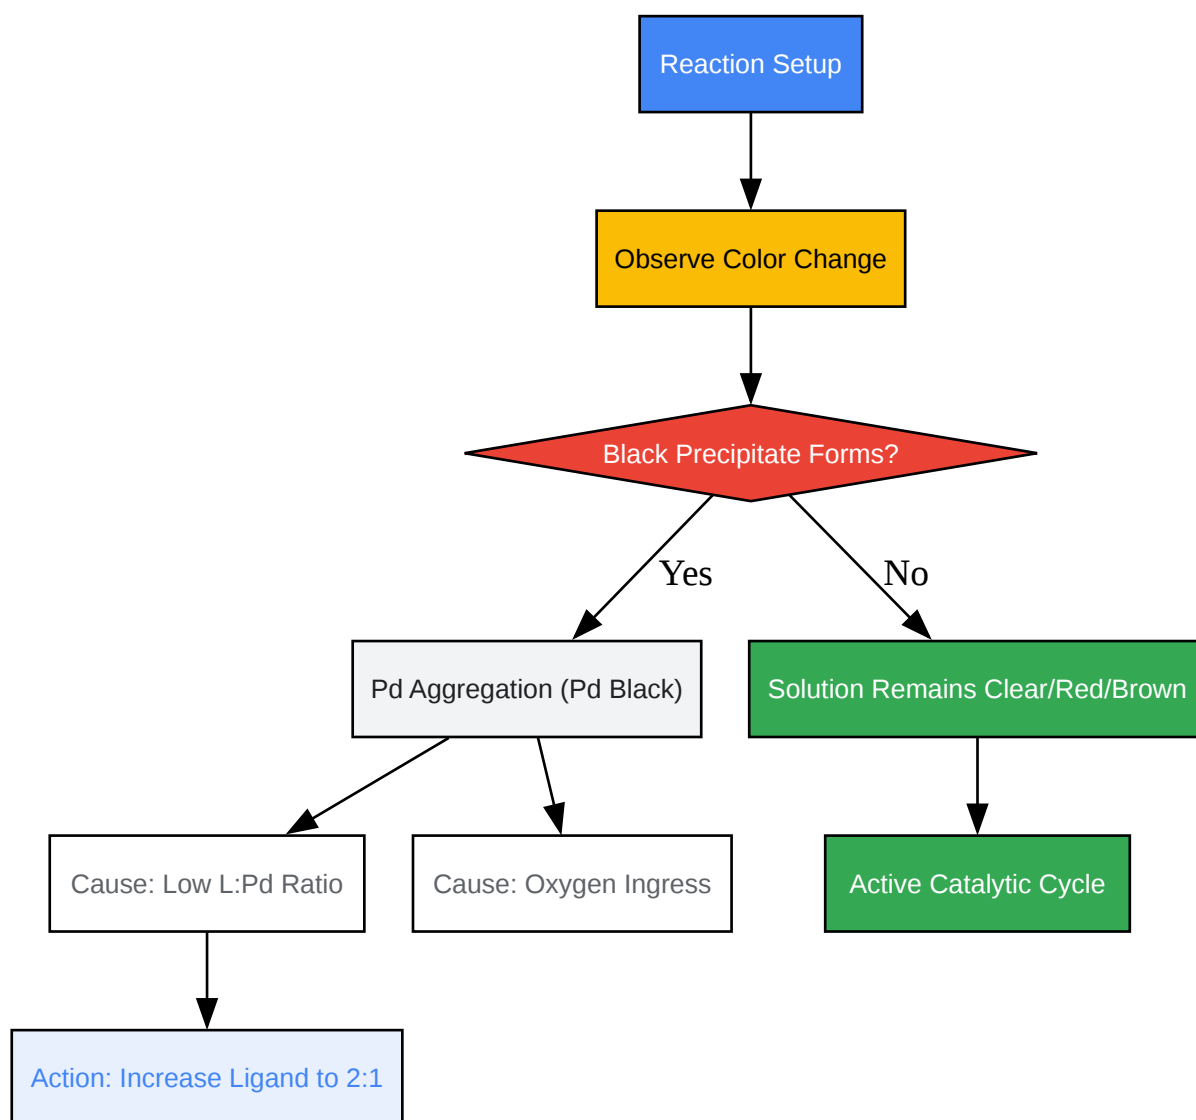 Reaction Setup
Observe Color Change
Black Precipitate Forms?
Yes
No
Pd Aggregation (Pd Black)
Solution Remains Clear/Red/Brown
Cause: Low L:Pd Ratio
Cause: Oxygen Ingress
Active Catalytic Cycle
Action: Increase Ligand to 2:1